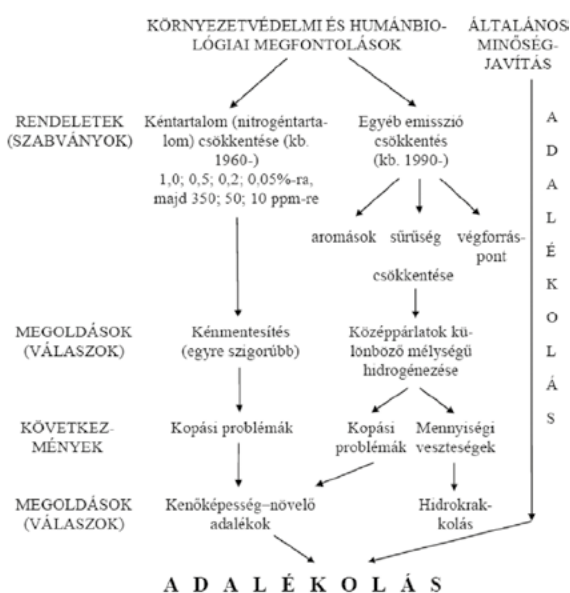 KÖRNYEZETVÉDELMI ÉS HUMÁNBIO-
LÓGIAI MEGFONTOLÁSOK
ÁLTALÁNOS
MINŐSÉG-
JAVÍTÁS
RENDELETEK
(SZABVÁNYOK)
Kéntartalom (nitrogéntarta-
lom) csökkentése (kb.
1960-)
1,0; 0,5; 0,2; 0,05%-ra,
majd 350; 50; 10 ppm-re
Egyéb emisszió
csökkentés
(kb. 1990-)
aromások sűrűség végforrás-
pont
csökkentése
MEGOLDÁSOK
(VÁLASZOK)
Kénmentesítés
(egyre szigorúbb)
Középpárlatok kü-
lönböző mélységű
hidrogénezése
KÖVETKEZ-
MÉNYEK
Kopási problémák
Kopási
problémák
Mennyiségi
veszteségek
MEGOLDÁSOK
(VÁLASZOK)
Kenőképesség–növelő
adalékok
Hidrokrak-
kolás
A
D
A
L
É
K
O
L
Á
S
A D A L É K O L Á S